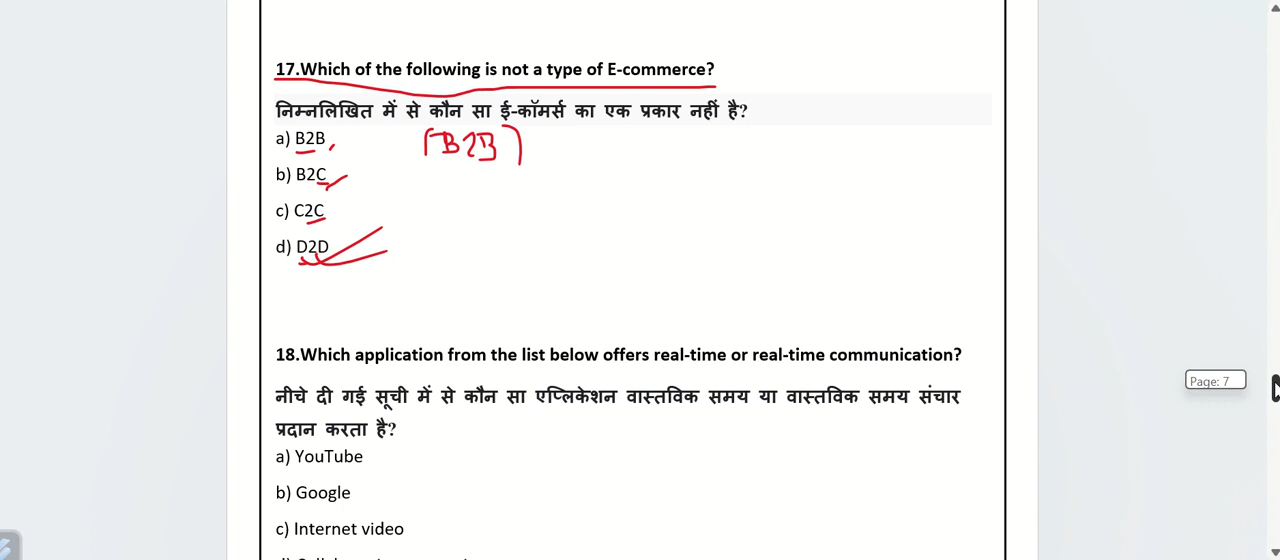 17.Which of the following is not a type of E-commerce?
निम्नलिखित में से कौन सा ई-कॉमर्स का एक प्रकार नहीं है?
a) B2B, (B2B)
b) B2C
c) C2C
d) D2D
18.Which application from the list below offers real-time or real-time communication?
नीचे दी गई सूची में से कौन सा एप्लिकेशन वास्तविक समय या वास्तविक समय संचार
प्रदान करता है?
Page: 7
a) YouTube
b) Google
c) Internet video